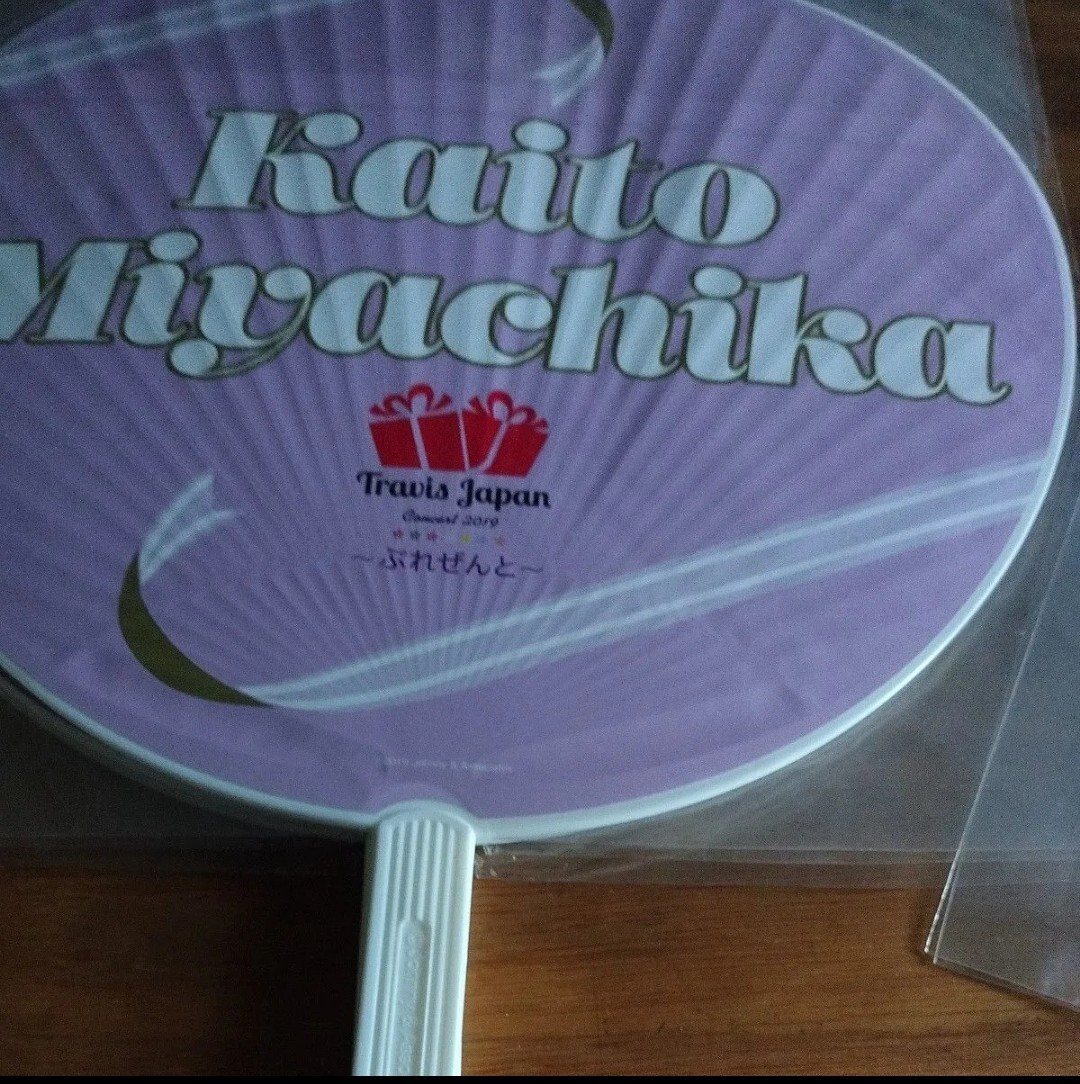 Kaito
Miyachika
Travis Japan
Concert 2019
～ぷれぜんと～